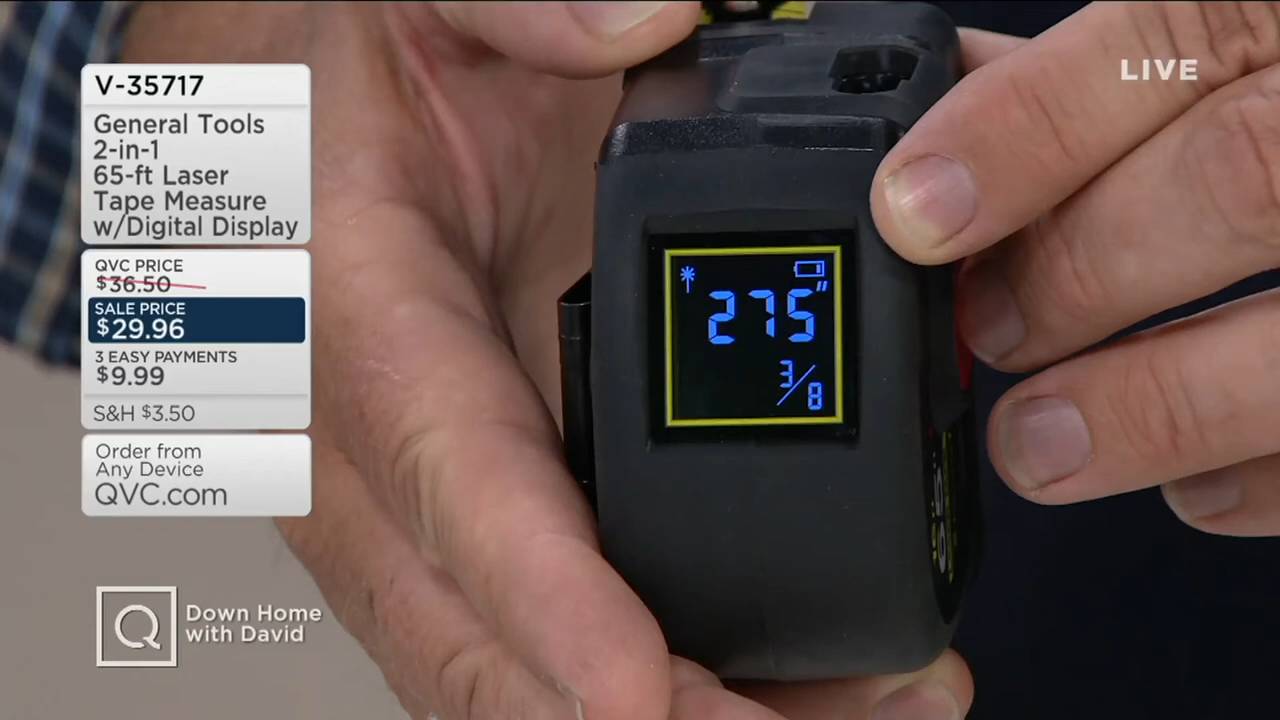 V-35717
General Tools
2-in-1
65-ft Laser
Tape Measure
w/Digital Display
QVC PRICE
$36.50
SALE PRICE
$29.96
3 EASY PAYMENTS
$9.99
S&H $3.50
Order from
Any Device
QVC.com
Q
Down Home
with David
LIVE
275"
3/8